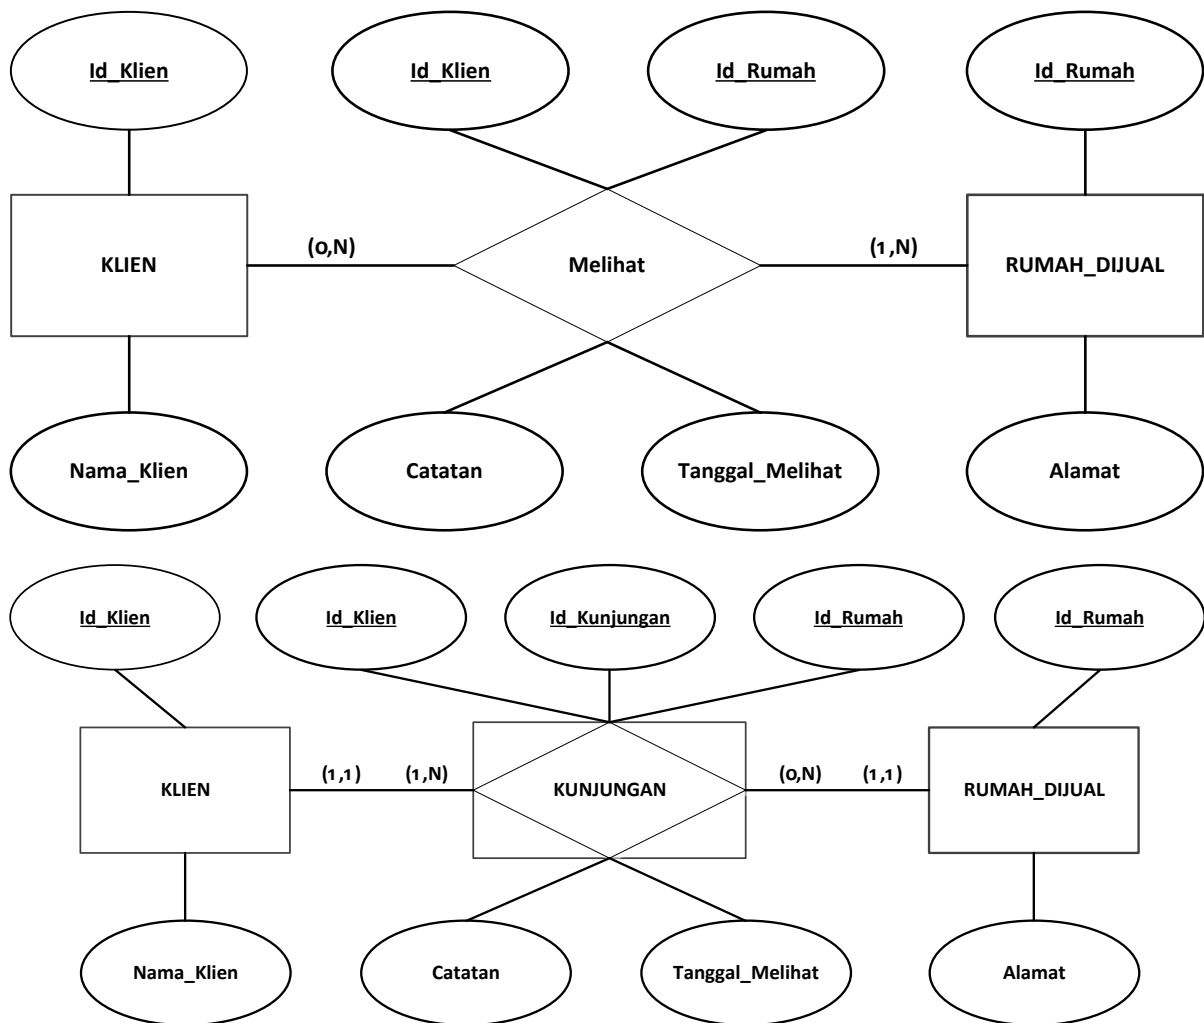 Id_Klien
Id_Klien
Id_Rumah
Id_Rumah
(0,N)
(1,N)
KLIEN
Melihat
RUMAH_DIJUAL
Nama_Klien
Catatan
Tanggal_Melihat
Alamat
Id_Klien
Id_Klien
Id_Kunjungan
Id_Rumah
Id_Rumah
(1,1)
(1,N)
(0,N)
(1,1)
KLIEN
KUNJUNGAN
RUMAH_DIJUAL
Nama_Klien
Catatan
Tanggal_Melihat
Alamat